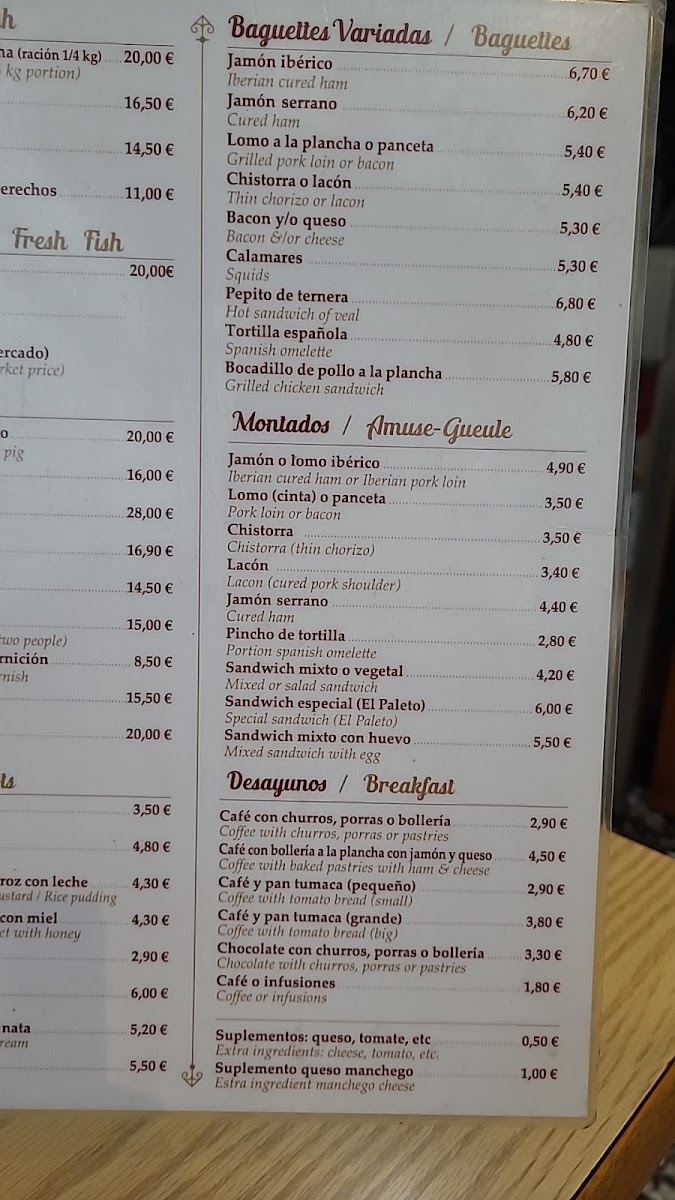 h
na (ración 1/4 kg) 20,00 €
kg portion)
16,50 €
14,50 €
erechos 11,00 €
Fresh Fish
20,00€
ercado)
rket price)
o 20,00 €
pig
16,00 €
28,00 €
16,90 €
14,50 €
15,00 €
two people)
rnición 8,50 €
rnish
15,50 €
20,00 €
ls
3,50 €
4,80 €
roz con leche 4,30 €
ustard / Rice pudding
con miel 4,30 €
et with honey
2,90 €
6,00 €
nata 5,20 €
ream
5,50 €
Baguettes Variadas / Baguettes
Jamón ibérico 6,70 €
Iberian cured ham
Jamón serrano 6,20 €
Cured ham
Lomo a la plancha o panceta 5,40 €
Grilled pork loin or bacon
Chistorra o lacón 5,40 €
Thin chorizo or lacon
Bacon y/o queso 5,30 €
Bacon &/or cheese
Calamares 5,30 €
Squids
Pepito de ternera 6,80 €
Hot sandwich of veal
Tortilla española 4,80 €
Spanish omelette
Bocadillo de pollo a la plancha 5,80 €
Grilled chicken sandwich
Montados / Amuse-Gueule
Jamón o lomo ibérico 4,90 €
Iberian cured ham or Iberian pork loin
Lomo (cinta) o panceta 3,50 €
Pork loin or bacon
Chistorra 3,50 €
Chistorra (thin chorizo)
Lacón 3,40 €
Lacon (cured pork shoulder)
Jamón serrano 4,40 €
Cured ham
Pincho de tortilla 2,80 €
Portion spanish omelette
Sandwich mixto o vegetal 4,20 €
Mixed or salad sandwich
Sandwich especial (El Paleto) 6,00 €
Special sandwich (El Paleto)
Sandwich mixto con huevo 5,50 €
Mixed sandwich with egg
Desayunos / Breakfast
Café con churros, porras o bollería 2,90 €
Coffee with churros, porras or pastries
Café con bollería a la plancha con jamón y queso 4,50 €
Coffee with baked pastries with ham & cheese
Café y pan tumaca (pequeño) 2,90 €
Coffee with tomato bread (small)
Café y pan tumaca (grande) 3,80 €
Coffee with tomato bread (big)
Chocolate con churros, porras o bollería 3,30 €
Chocolate with churros, porras or pastries
Café o infusiones 1,80 €
Coffee or infusions
Suplementos: queso, tomate, etc 0,50 €
Extra ingredients: cheese, tomato, etc.
Suplemento queso manchego 1,00 €
Estra ingredient manchego cheese